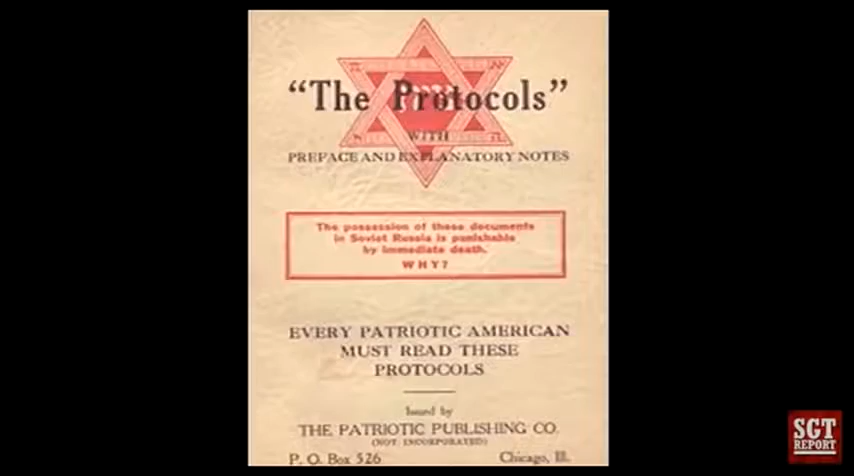 "The Protocols"
WITH
PREFACE AND EXPLANATORY NOTES
The possession of these documents
in Soviet Russia is punishable
by immediate death.
WHY?
EVERY PATRIOTIC AMERICAN
MUST READ THESE
PROTOCOLS
Issued by
THE PATRIOTIC PUBLISHING CO.
(NOT INCORPORATED)
P. O. Box 526 Chicago, Ill.
SGT
REPORT